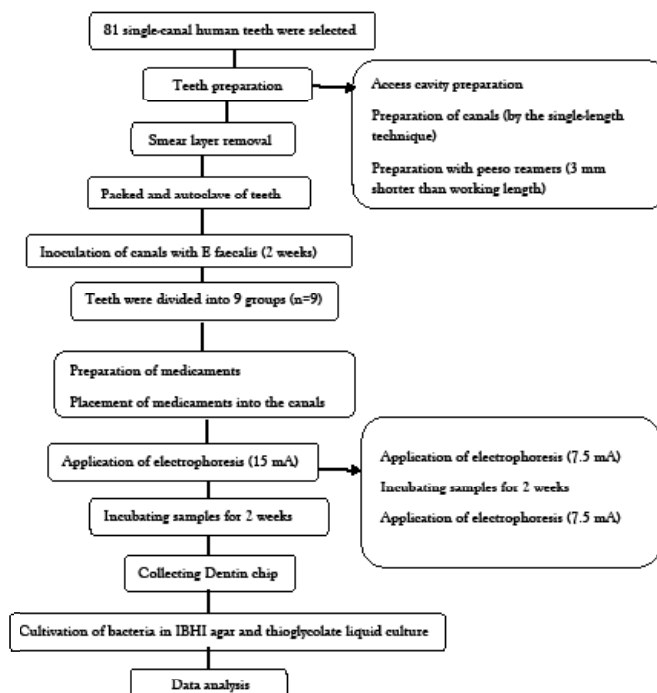 81 single-canal human teeth were selected
Teeth preparation
Access cavity preparation
Preparation of canals (by the single-length
technique)
Preparation with peeso reamers (3 mm
shorter than working length)
Smear layer removal
Packed and autoclave of teeth
Inoculation of canals with E faecalis (2 weeks)
Teeth were divided into 9 groups (n=9)
Preparation of medicaments
Placement of medicaments into the canals
Application of electrophoresis (15 mA)
Application of electrophoresis (7.5 mA)
Incubating samples for 2 weeks
Application of electrophoresis (7.5 mA)
Incubating samples for 2 weeks
Collecting Dentin chip
Cultivation of bacteria in IBHI agar and thioglycolate liquid culture
Data analysis